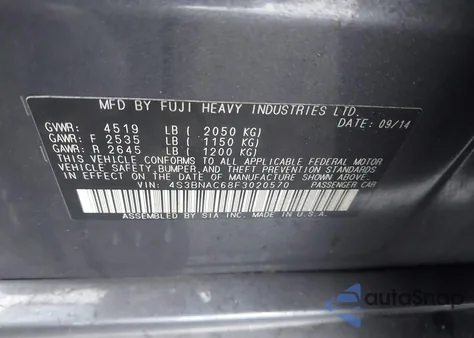 MFD BY FUJI HEAVY INDUSTRIES LTD.
DATE: 09/14
GVWR: 4519 LB ( 2050 KG)
GAWR: F 2535 LB ( 1150 KG)
GAWR: R 2645 LB ( 1200 KG)
THIS VEHICLE CONFORMS TO ALL APPLICABLE FEDERAL MOTOR
VEHICLE SAFETY, BUMPER, AND THEFT PREVENTION STANDARDS
IN EFFECT ON THE DATE OF MANUFACTURE SHOWN ABOVE.
VIN: 4S3BNAC68F3020570 PASSENGER CAR
ASSEMBLED BY SIA INC. MADE IN U.S.A.
autoSnap